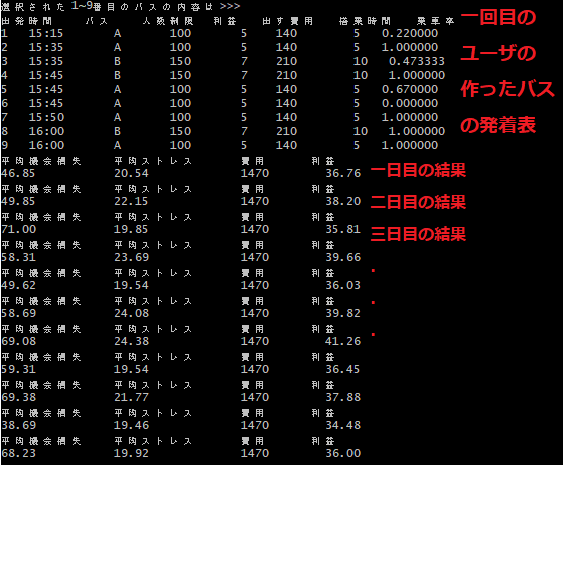 選択された 1~9番目のバスの内容は >>>
出発時間 バス 人数制限 利益 出す費用 搭乗時間 乗車率
1 15:15 A 100 5 140 5 0.220000
2 15:35 A 100 5 140 5 1.000000
3 15:35 B 150 7 210 10 0.473333
4 15:45 B 150 7 210 10 1.000000
5 15:45 A 100 5 140 5 0.670000
6 15:45 A 100 5 140 5 0.000000
7 15:50 A 100 5 140 5 1.000000
8 16:00 B 150 7 210 10 1.000000
9 16:00 A 100 5 140 5 1.000000
一回目の
ユーザの
作ったバス
の発着表
平均機会損失 平均ストレス 費用 利益
46.85 20.54 1470 36.76 一日目の結果
平均機会損失 平均ストレス 費用 利益
49.85 22.15 1470 38.20 二日目の結果
平均機会損失 平均ストレス 費用 利益
71.00 19.85 1470 35.81 三日目の結果
平均機会損失 平均ストレス 費用 利益
58.31 23.69 1470 39.66 .
平均機会損失 平均ストレス 費用 利益
49.62 19.54 1470 36.03 .
平均機会損失 平均ストレス 費用 利益
58.69 24.08 1470 39.82 .
平均機会損失 平均ストレス 費用 利益
69.08 24.38 1470 41.26
平均機会損失 平均ストレス 費用 利益
59.31 19.54 1470 36.45
平均機会損失 平均ストレス 費用 利益
69.38 21.77 1470 37.88
平均機会損失 平均ストレス 費用 利益
38.69 19.46 1470 34.48
平均機会損失 平均ストレス 費用 利益
68.23 19.92 1470 36.00